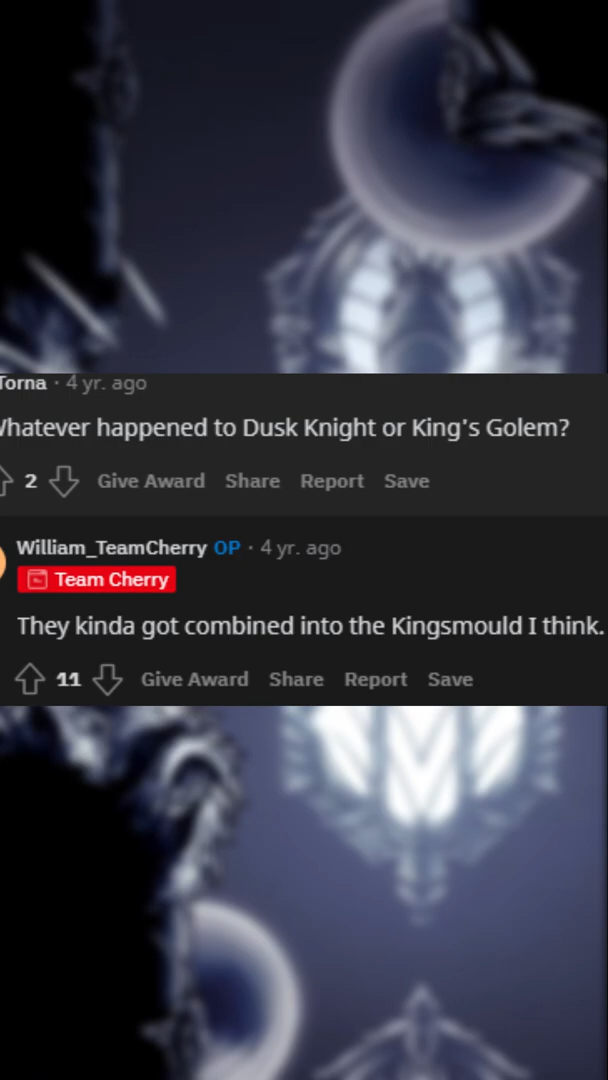 Torna · 4 yr. ago
Whatever happened to Dusk Knight or King's Golem?
2 Give Award Share Report Save
William_TeamCherry OP · 4 yr. ago
Team Cherry
They kinda got combined into the Kingsmould I think.
11 Give Award Share Report Save